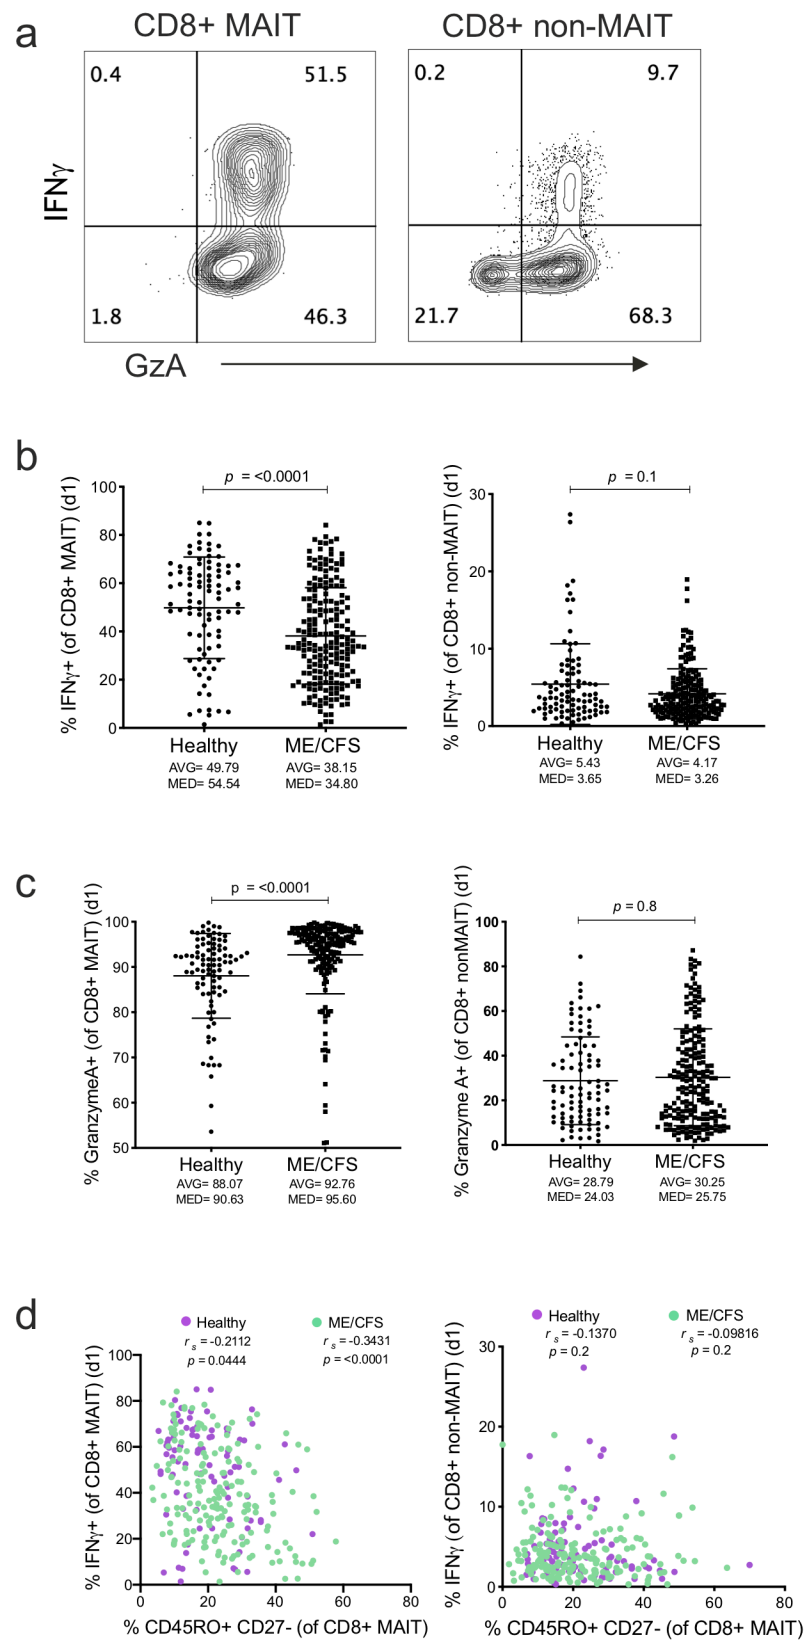 a
CD8+ MAIT
CD8+ non-MAIT
0.4
51.5
0.2
9.7
IFNγ
1.8
46.3
21.7
68.3
GzA
b
% IFNγ+ (of CD8+ MAIT) (d1)
p = <0.0001
100
80
60
40
20
0
Healthy
ME/CFS
AVG= 49.79
AVG= 38.15
MED= 54.54
MED= 34.80
% IFNγ+ (of CD8+ non-MAIT) (d1)
p = 0.1
30
20
10
0
Healthy
ME/CFS
AVG= 5.43
AVG= 4.17
MED= 3.65
MED= 3.26
c
% GranzymeA+ (of CD8+ MAIT) (d1)
p = <0.0001
100
90
80
70
60
50
Healthy
ME/CFS
AVG= 88.07
AVG= 92.76
MED= 90.63
MED= 95.60
% Granzyme A+ (of CD8+ nonMAIT) (d1)
p = 0.8
100
80
60
40
20
0
Healthy
ME/CFS
AVG= 28.79
AVG= 30.25
MED= 24.03
MED= 25.75
d
% IFNγ+ (of CD8+ MAIT) (d1)
Healthy
ME/CFS
r s = -0.2112
r s = -0.3431
p = 0.0444
p = <0.0001
100
80
60
40
20
0
0 20 40 60 80
% CD45RO+ CD27- (of CD8+ MAIT)
% IFNγ (of CD8+ non-MAIT) (d1)
Healthy
ME/CFS
r s = -0.1370
r s = -0.09816
p = 0.2
p = 0.2
30
20
10
0
0 20 40 60 80
% CD45RO+ CD27- (of CD8+ MAIT)